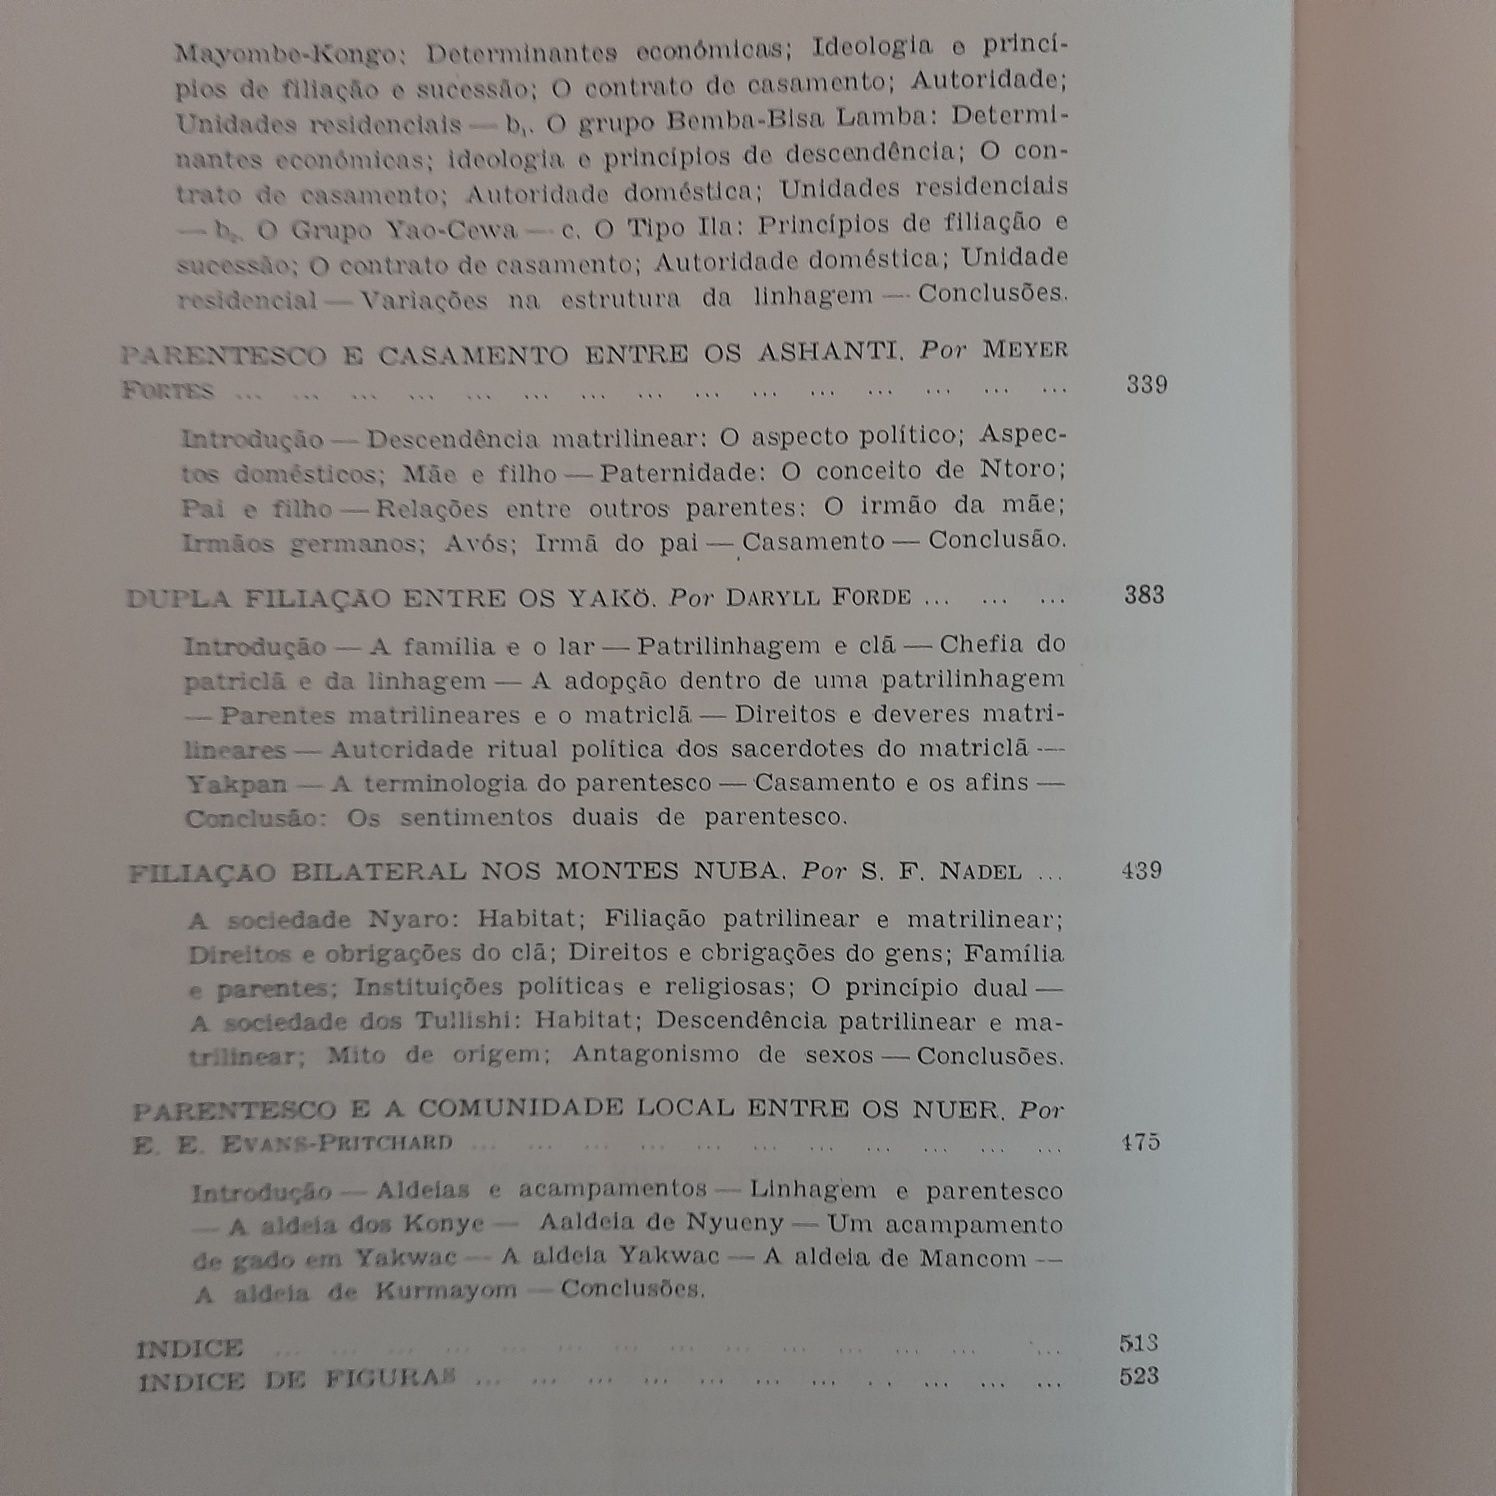 Mayombe-Kongo: Determinantes económicas; Ideologia e princí-
pios de filiação e sucessão; O contrato de casamento; Autoridade;
Unidades residenciais — b₁. O grupo Bemba-Bisa Lamba: Determi-
nantes económicas; ideologia e princípios de descendência; O con-
trato de casamento; Autoridade doméstica; Unidades residenciais
— b₂. O Grupo Yao-Cewa — c. O Tipo Ila: Princípios de filiação e
sucessão; O contrato de casamento; Autoridade doméstica; Unidade
residencial — Variações na estrutura da linhagem — Conclusões.
PARENTESCO E CASAMENTO ENTRE OS ASHANTI. Por MEYER
FORTES ... ... ... ... ... ... ... ... ... ... ... ... ... ... ... 339
Introdução — Descendência matrilinear: O aspecto político; Aspec-
tos domésticos; Mãe e filho — Paternidade: O conceito de Ntoro;
Pai e filho — Relações entre outros parentes: O irmão da mãe;
Irmãos germanos; Avós; Irmã do pai — Casamento — Conclusão.
DUPLA FILIAÇÃO ENTRE OS YAKÖ. Por DARYLL FORDE ... ... ... 383
Introdução — A família e o lar — Patrilinhagem e clã — Chefia do
patriclã e da linhagem — A adopção dentro de uma patrilinhagem
— Parentes matrilineares e o matriclã — Direitos e deveres matri-
lineares — Autoridade ritual política dos sacerdotes do matriclã —
Yakpan — A terminologia do parentesco — Casamento e os afins —
Conclusão: Os sentimentos duais de parentesco.
FILIAÇÃO BILATERAL NOS MONTES NUBA. Por S. F. NADEL ... 439
A sociedade Nyaro: Habitat; Filiação patrilinear e matrilinear;
Direitos e obrigações do clã; Direitos e obrigações do gens; Família
e parentes; Instituições políticas e religiosas; O princípio dual —
A sociedade dos Tullishi: Habitat; Descendência patrilinear e ma-
trilinear; Mito de origem; Antagonismo de sexos — Conclusões.
PARENTESCO E A COMUNIDADE LOCAL ENTRE OS NUER. Por
E. E. EVANS-PRITCHARD ... ... ... ... ... ... ... ... ... ... ... 475
Introdução — Aldeias e acampamentos — Linhagem e parentesco
— A aldeia dos Konye — Aaldeia de Nyueny — Um acampamento
de gado em Yakwac — A aldeia Yakwac — A aldeia de Mancom —
A aldeia de Kurmayom — Conclusões.
ÍNDICE ... ... ... ... ... ... ... ... ... ... ... ... ... ... 513
ÍNDICE DE FIGURAS ... ... ... ... ... ... ... . . ... ... ... 523